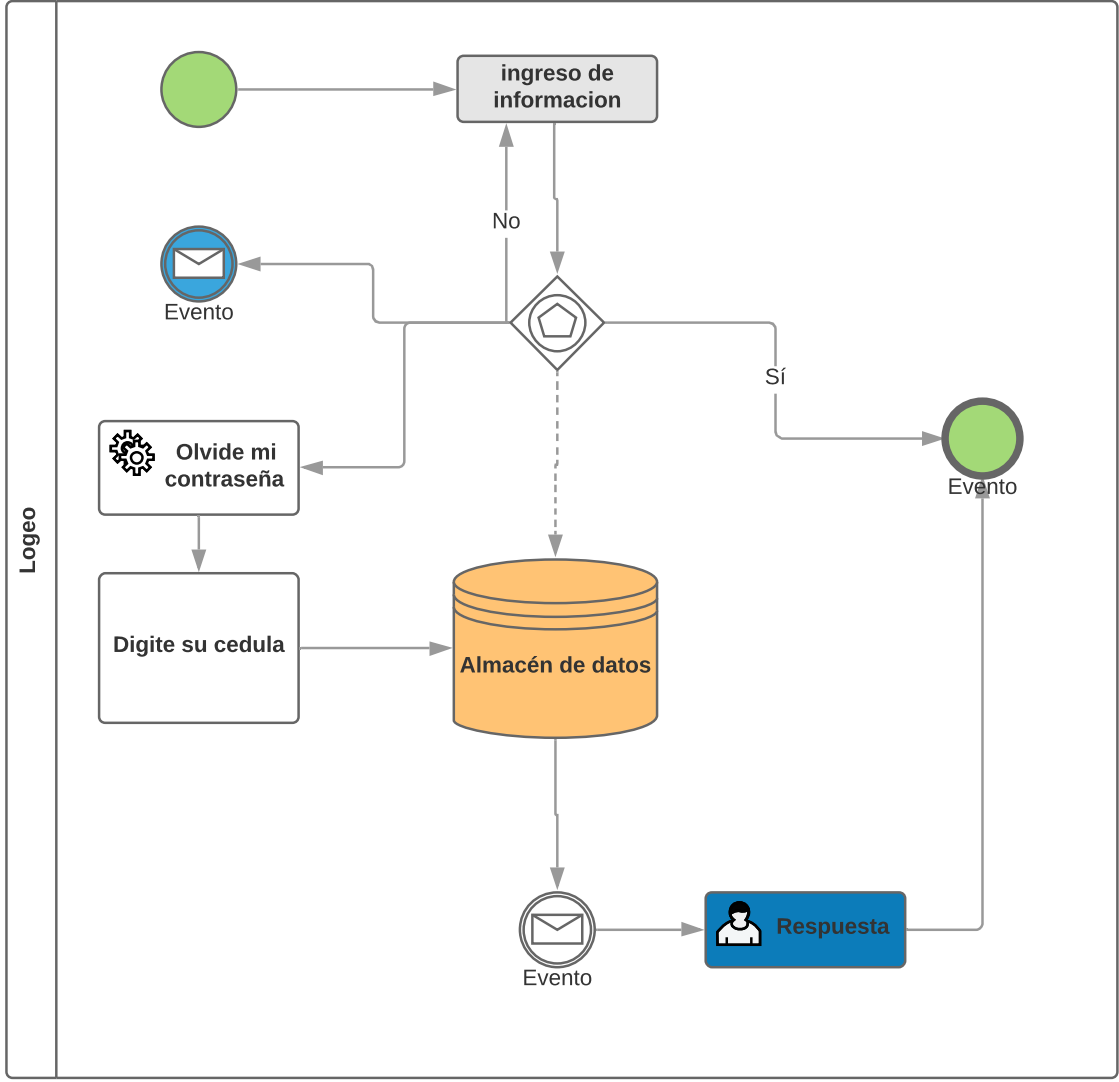 Logeo
ingreso de
informacion
No
Evento
Sí
Olvide mi
contraseña
Evento
Digite su cedula
Almacén de datos
Respuesta
Evento